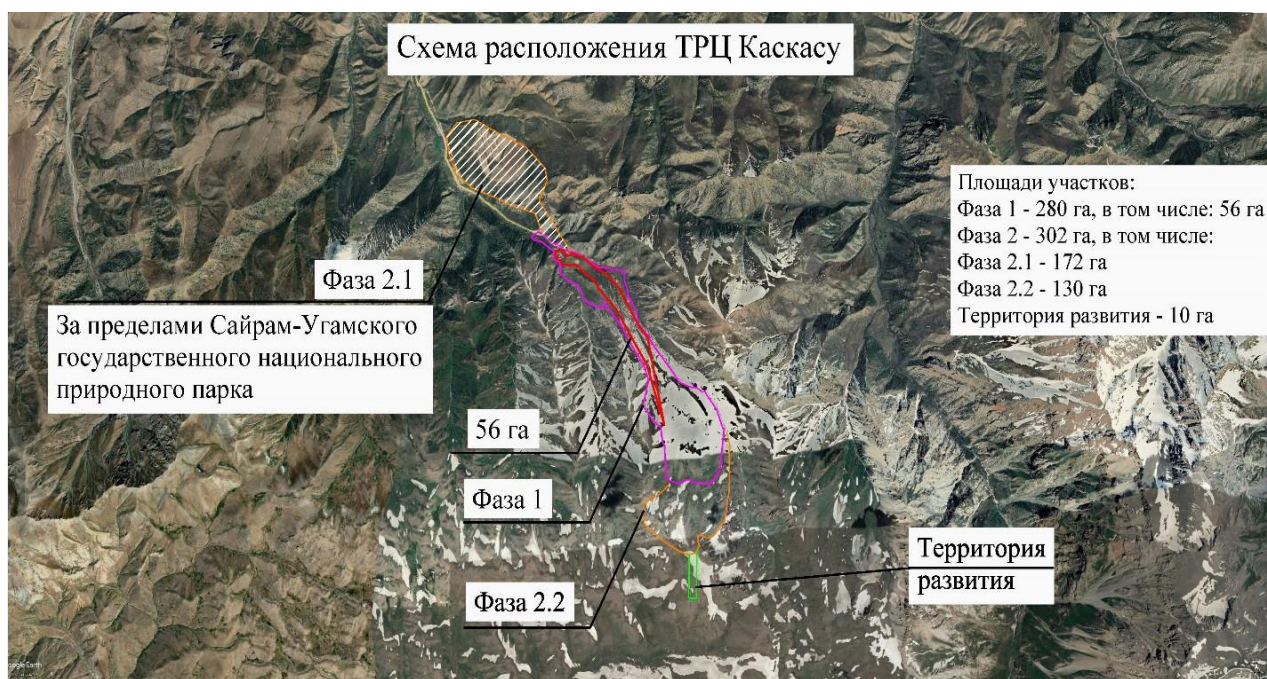 Схема расположения ТРЦ Каскасу
Площади участков:
Фаза 1 - 280 га, в том числе: 56 га
Фаза 2 - 302 га, в том числе:
Фаза 2.1 - 172 га
Фаза 2.2 - 130 га
Территория развития - 10 га
Фаза 2.1
За пределами Сайрам-Угамского
государственного национального
природного парка
56 га
Фаза 1
Фаза 2.2
Территория
развития
ogle Earth